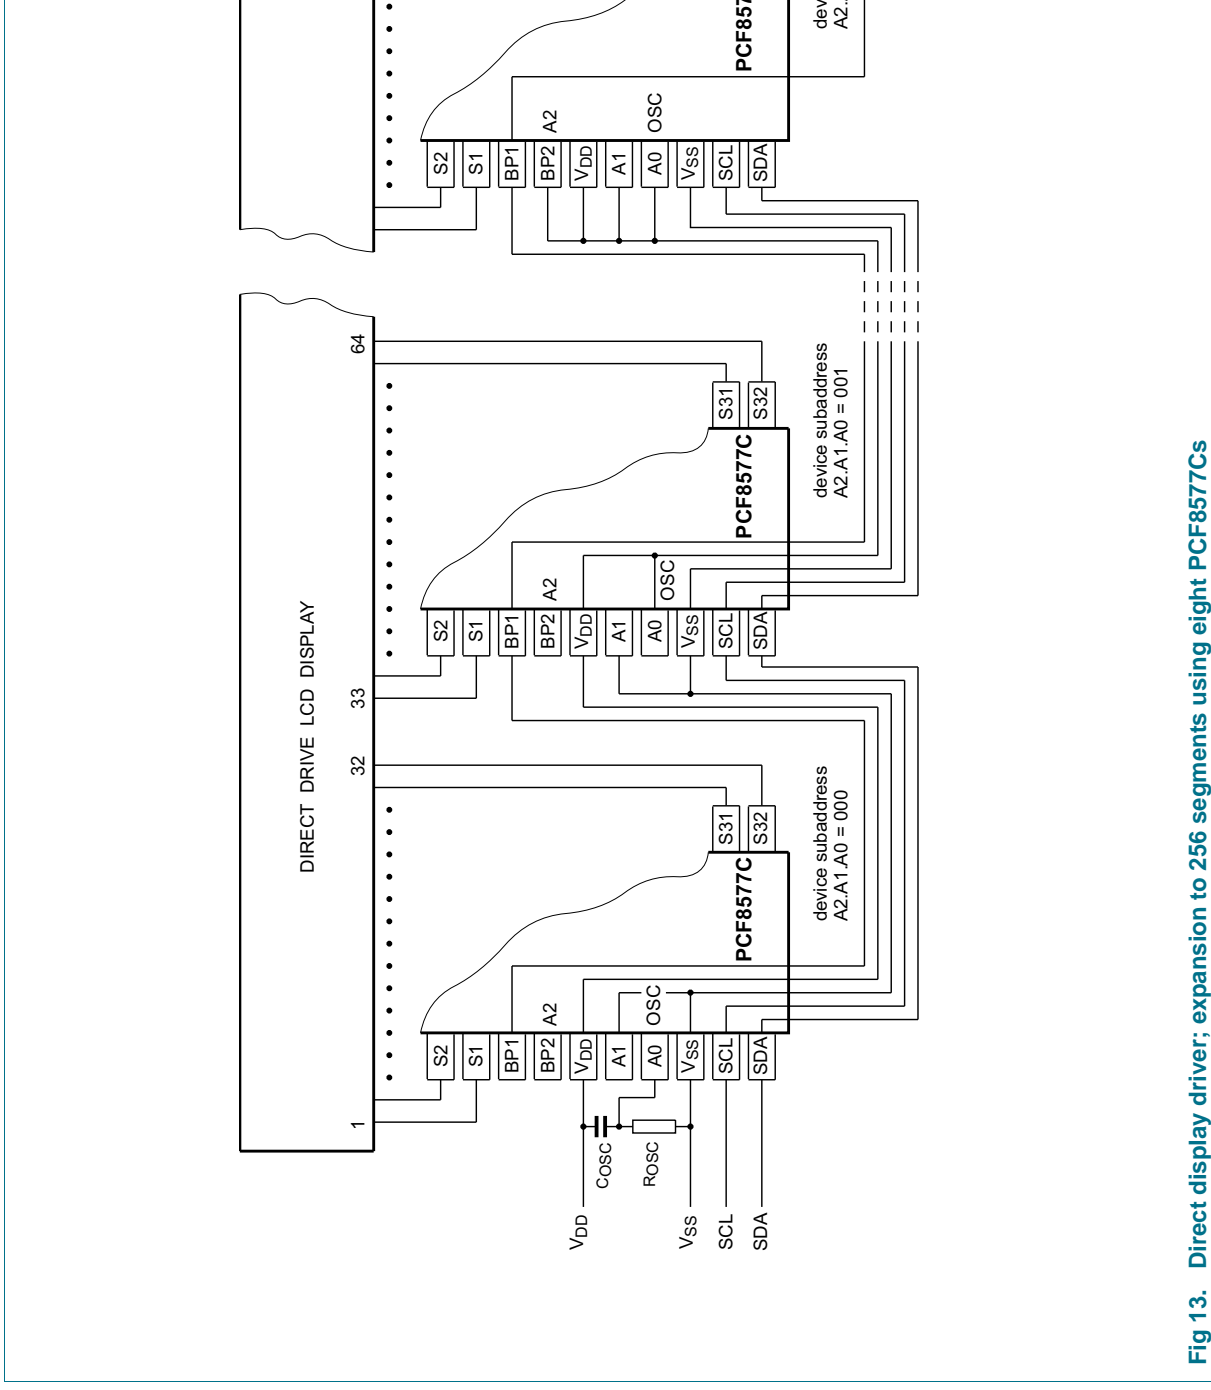 DIRECT DRIVE LCD DISPLAY
1
32
33
64
S2
S1
BP1
BP2
VDD
A1
A0
VSS
SCL
SDA
A2
OSC
S31
S32
PCF8577C
device subaddress
A2.A1.A0 = 000
VDD
COSC
ROSC
VSS
SCL
SDA
S2
S1
BP1
BP2
VDD
A1
A0
VSS
SCL
SDA
A2
OSC
S31
S32
PCF8577C
device subaddress
A2.A1.A0 = 001
S2
S1
BP1
BP2
VDD
A1
A0
VSS
SCL
SDA
A2
OSC
PCF857
dev
A2.
Fig 13. Direct display driver; expansion to 256 segments using eight PCF8577Cs